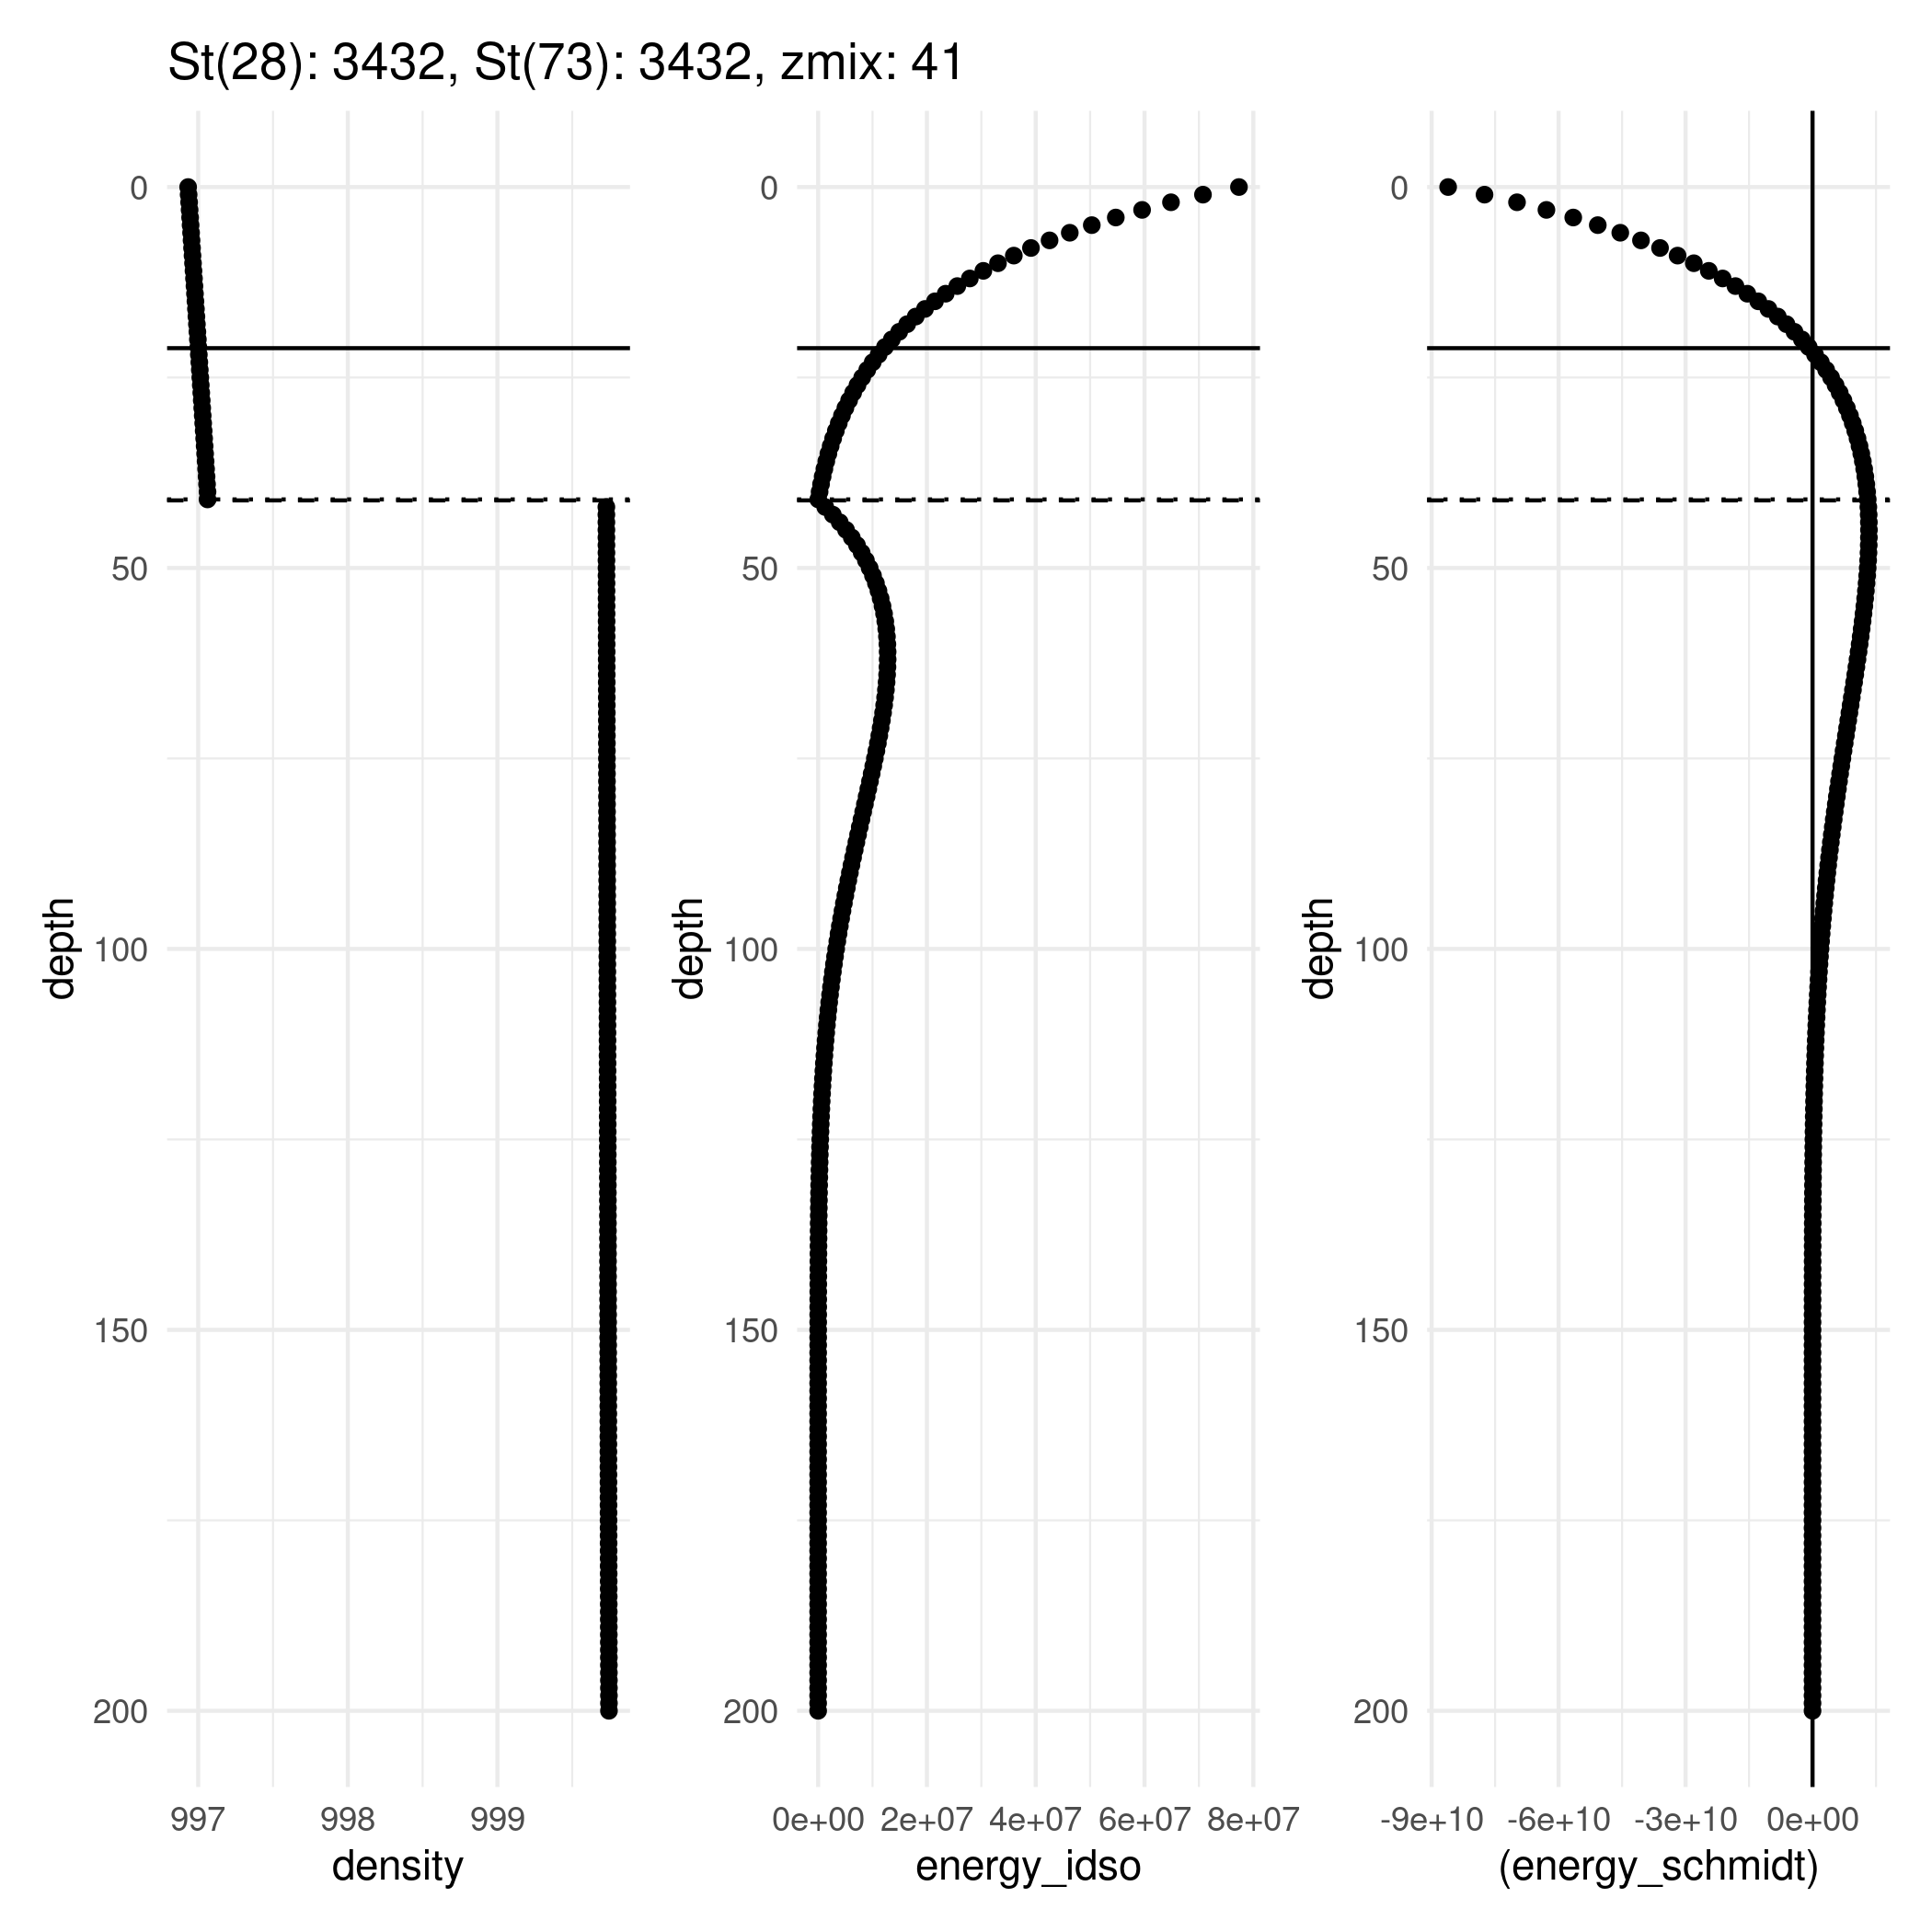 St(28): 3432, St(73): 3432, zmix: 41
0
50
100
150
200
depth
997
998
999
density
0
50
100
150
200
depth
0e+00
2e+07
4e+07
6e+07
8e+07
energy_idso
0
50
100
150
200
depth
-9e+10
-6e+10
-3e+10
0e+00
(energy_schmidt)